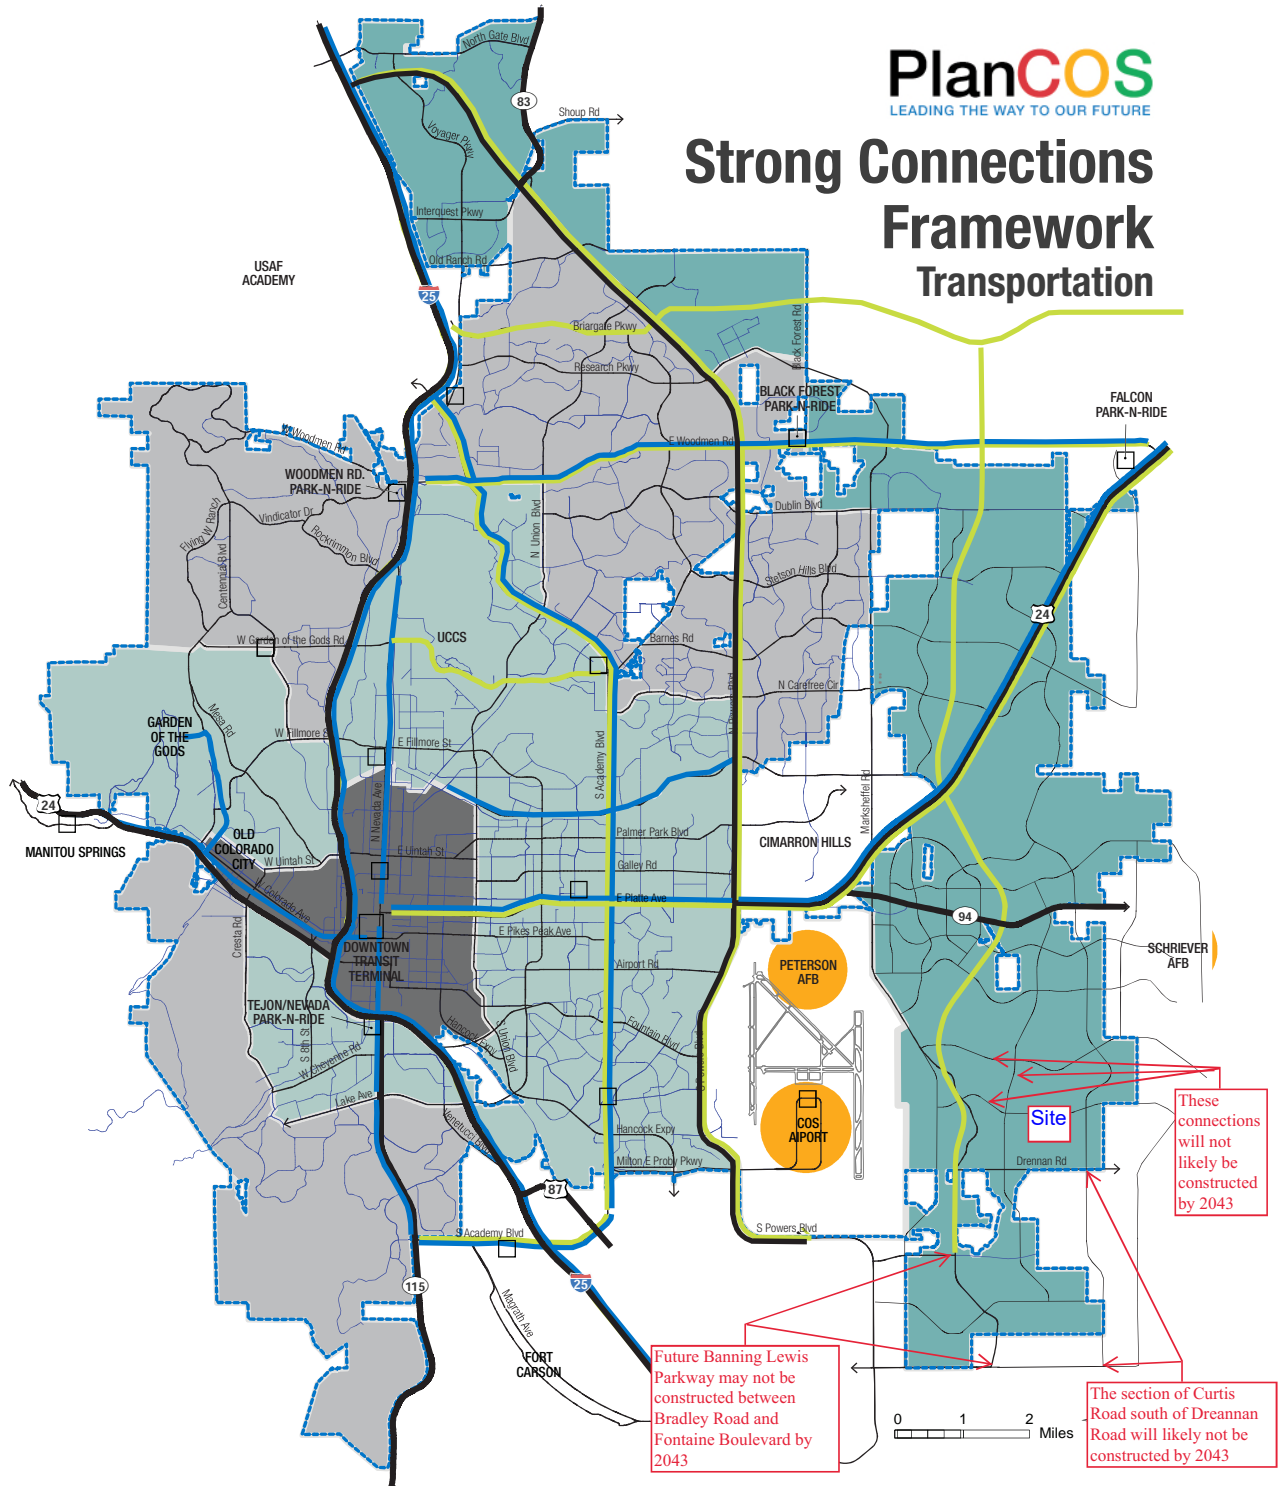 PlanCOS
LEADING THE WAY TO OUR FUTURE
Strong Connections
Framework
Transportation
North Gate Blvd
83
Shoup Rd
Voyager Pkwy
Interquest Pkwy
Old Ranch Rd
USAF
ACADEMY
25
Briargate Pkwy
Black Forest Rd
Research Pkwy
BLACK FOREST
PARK-N-RIDE
FALCON
PARK-N-RIDE
W Woodmen Rd
E Woodmen Rd
WOODMEN RD.
PARK-N-RIDE
Flying W Ranch
Vindicator Dr
Rockrimmon Blvd
N Union Blvd
Dublin Blvd
Centennial Blvd
Stetson Hills Blvd
24
W Garden of the Gods Rd
UCCS
Barnes Rd
N Carefree Cir
GARDEN
OF THE
GODS
Mesa Rd
W Fillmore S
E Fillmore St
S Academy Blvd
24
N Nevada Ave
Marksheffel Rd
OLD
COLORADO
CITY
Palmer Park Blvd
CIMARRON HILLS
MANITOU SPRINGS
W Uintah St
E Uintah St
Galley Rd
W Colorado Ave
E Platte Ave
94
Cresta Rd
E Pikes Peak Ave
DOWNTOWN
TRANSIT
TERMINAL
Airport Rd
PETERSON
AFB
SCHRIEVER
AFB
TEJON/NEVADA
PARK-N-RIDE
S 8th St
Hancock Expy
S Union Blvd
Fountain Blvd
W Cheyenne Rd
Lake Ave
Venetucci Blvd
Hancock Expy
COS
AIPORT
Site
These
connections
will not
likely be
constructed
by 2043
Milton E Proby Pkwy
Drennan Rd
87
S Academy Blvd
S Powers Blvd
115
25
Magrath Ave
FORT
CARSON
Future Banning Lewis
Parkway may not be
constructed between
Bradley Road and
Fontaine Boulevard by
2043
The section of Curtis
Road south of Dreannan
Road will likely not be
constructed by 2043
0 1 2
Miles